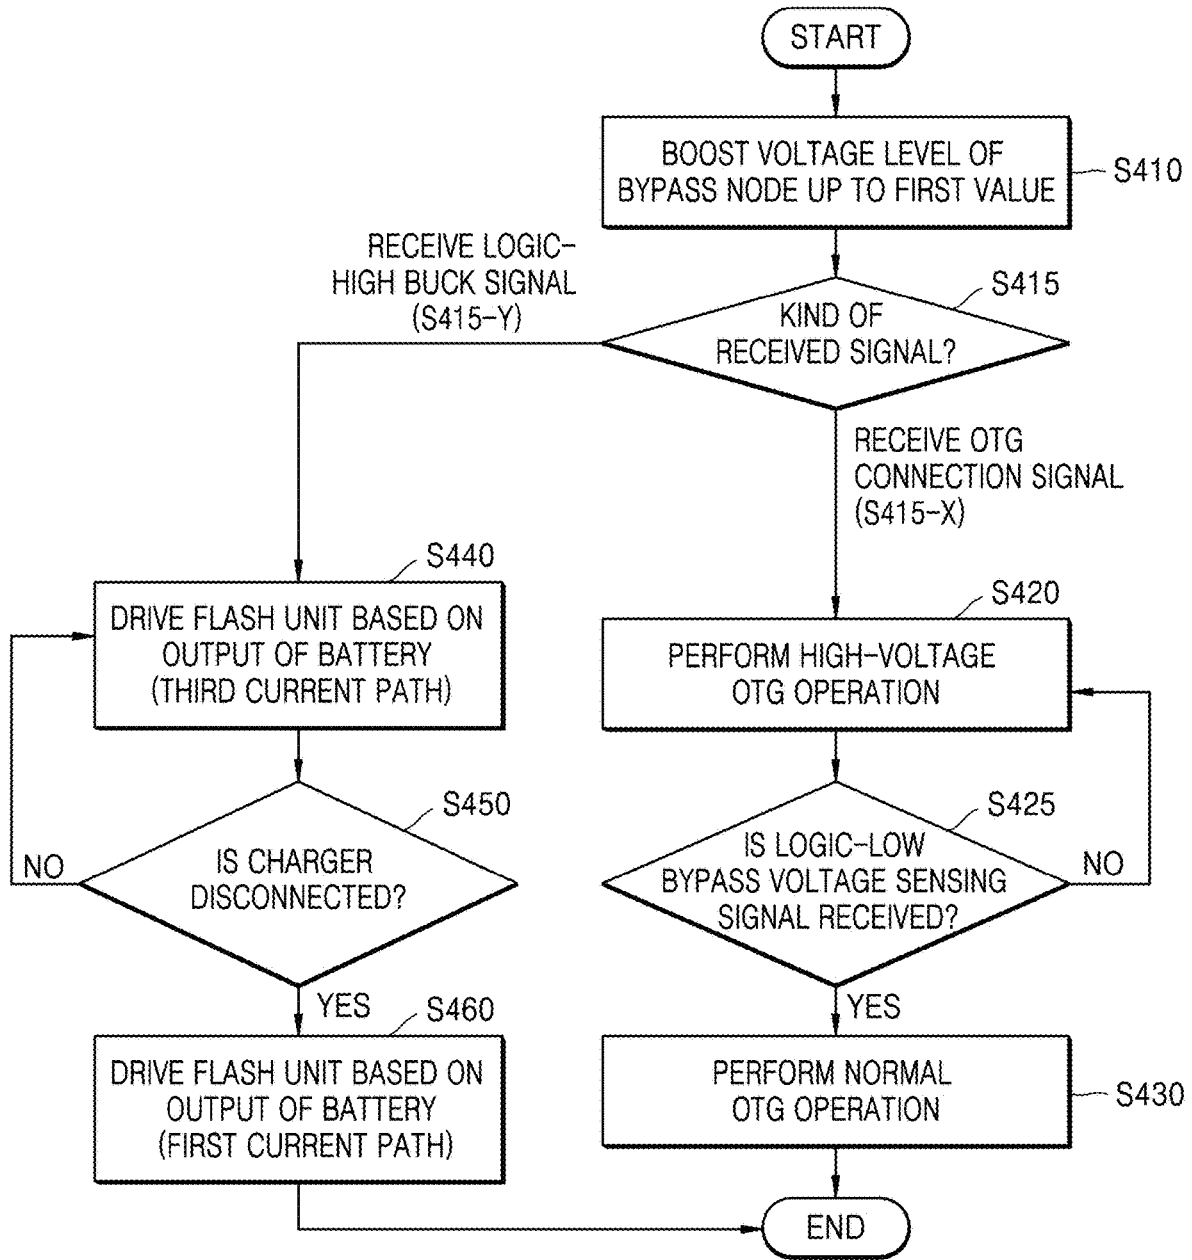 START
BOOST VOLTAGE LEVEL OF
BYPASS NODE UP TO FIRST VALUE
S410
RECEIVE LOGIC-
HIGH BUCK SIGNAL
(S415-Y)
S415
KIND OF
RECEIVED SIGNAL?
RECEIVE OTG
CONNECTION SIGNAL
(S415-X)
S440
DRIVE FLASH UNIT BASED ON
OUTPUT OF BATTERY
(THIRD CURRENT PATH)
S420
PERFORM HIGH-VOLTAGE
OTG OPERATION
S450
IS CHARGER
DISCONNECTED?
NO
S425
IS LOGIC-LOW
BYPASS VOLTAGE SENSING
SIGNAL RECEIVED?
NO
YES
S460
DRIVE FLASH UNIT BASED ON
OUTPUT OF BATTERY
(FIRST CURRENT PATH)
YES
PERFORM NORMAL
OTG OPERATION
S430
END